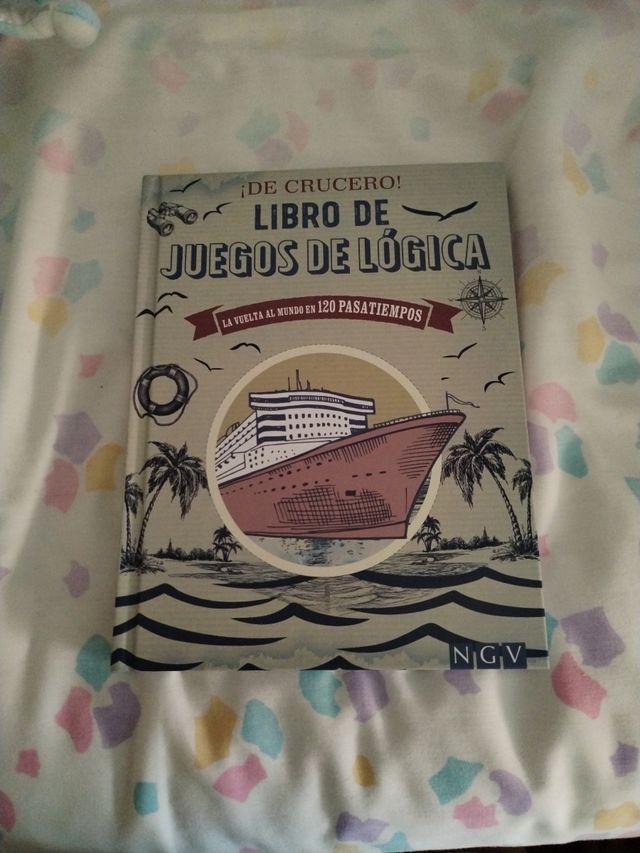 ¡DE CRUCERO!
LIBRO DE
JUEGOS DE LÓGICA
LA VUELTA AL MUNDO EN 120 PASATIEMPOS
NGV